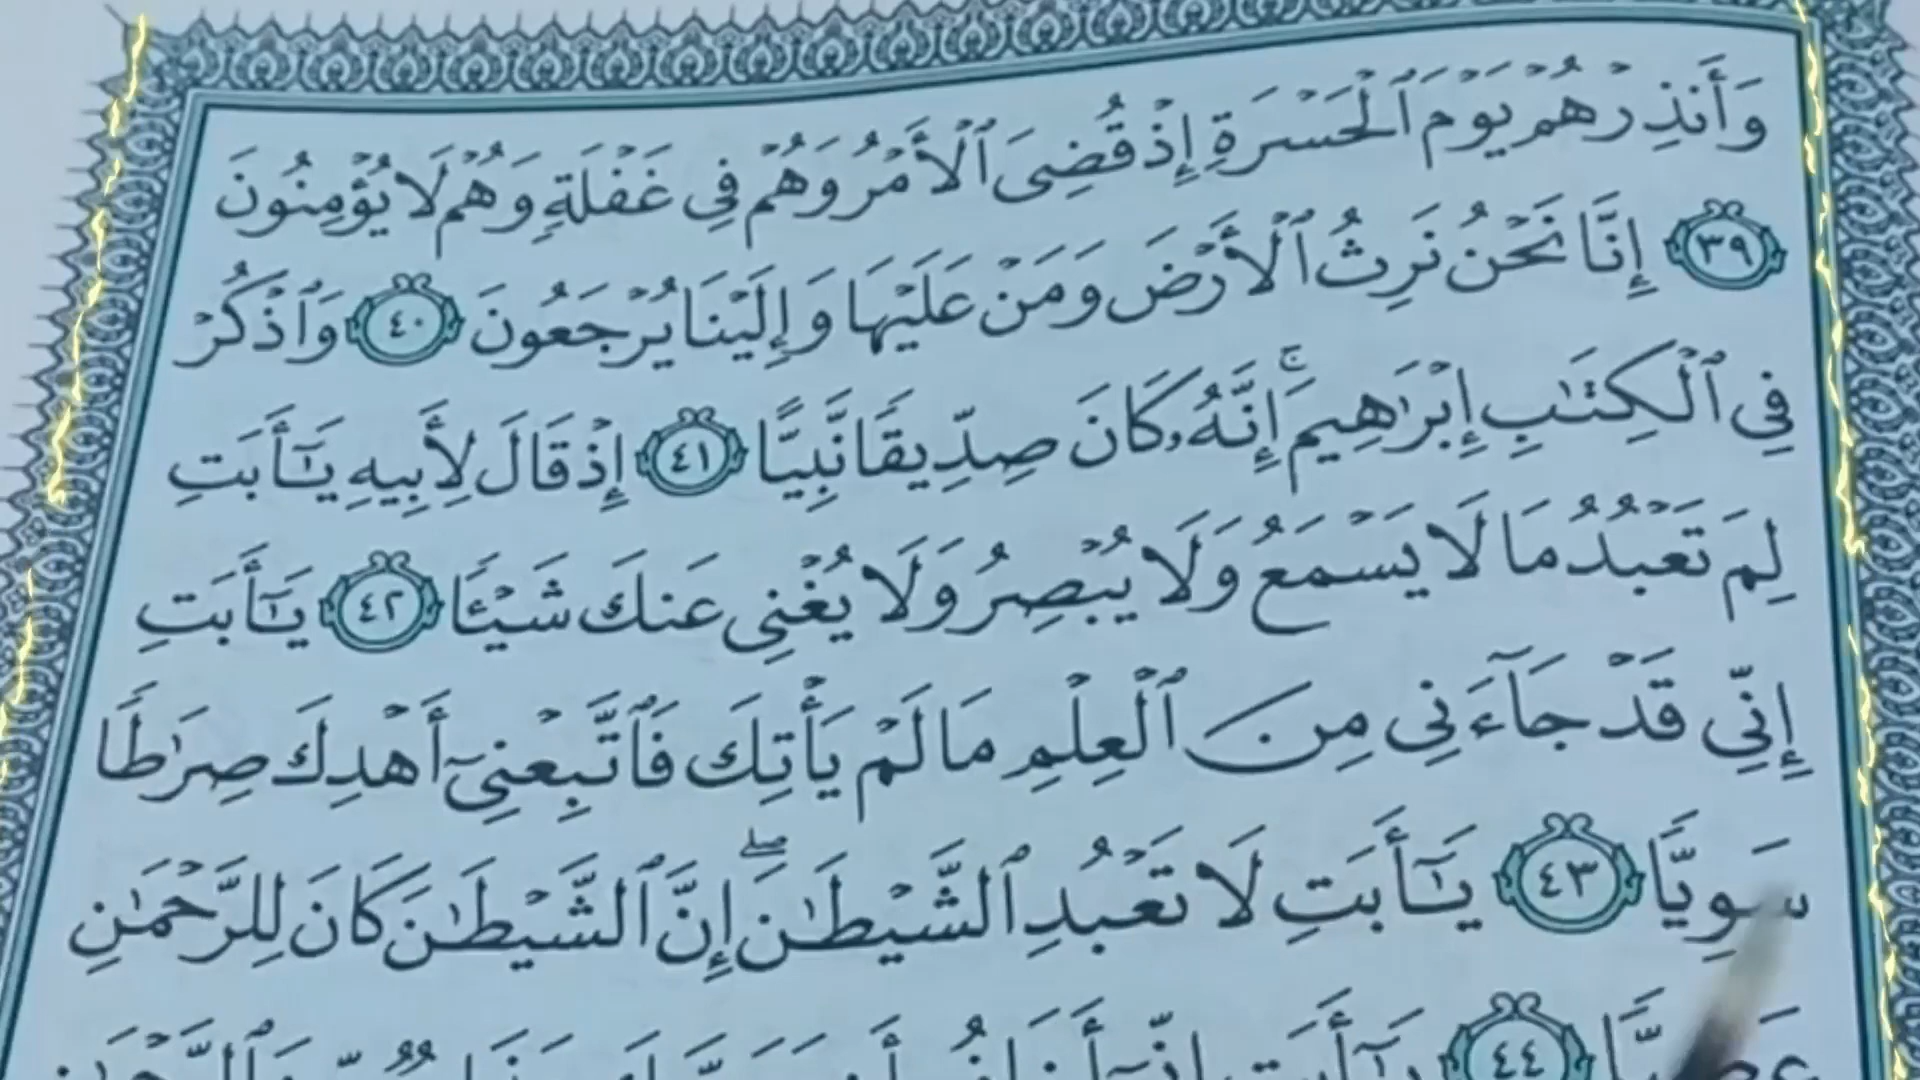 وَأَنذِرْهُمْ يَوْمَ ٱلْحَسْرَةِ إِذْ قُضِىَ ٱلْأَمْرُ وَهُمْ فِى غَفْلَةٍ وَهُمْ لَا يُؤْمِنُونَ
٣٩ إِنَّا نَحْنُ نَرِثُ ٱلْأَرْضَ وَمَنْ عَلَيْهَا وَإِلَيْنَا يُرْجَعُونَ ٤٠ وَٱذْكُرْ
فِى ٱلْكِتَٰبِ إِبْرَٰهِيمَ ۚ إِنَّهُۥ كَانَ صِدِّيقًا نَّبِيًّا ٤١ إِذْ قَالَ لِأَبِيهِ يَٰٓأَبَتِ
لِمَ تَعْبُدُ مَا لَا يَسْمَعُ وَلَا يُبْصِرُ وَلَا يُغْنِى عَنكَ شَيْـًٔا ٤٢ يَٰٓأَبَتِ
إِنِّى قَدْ جَآءَنِى مِنَ ٱلْعِلْمِ مَا لَمْ يَأْتِكَ فَٱتَّبِعْنِىٓ أَهْدِكَ صِرَٰطًا
سَوِيًّا ٤٣ يَٰٓأَبَتِ لَا تَعْبُدِ ٱلشَّيْطَٰنَ ۖ إِنَّ ٱلشَّيْطَٰنَ كَانَ لِلرَّحْمَٰنِ
٤٤